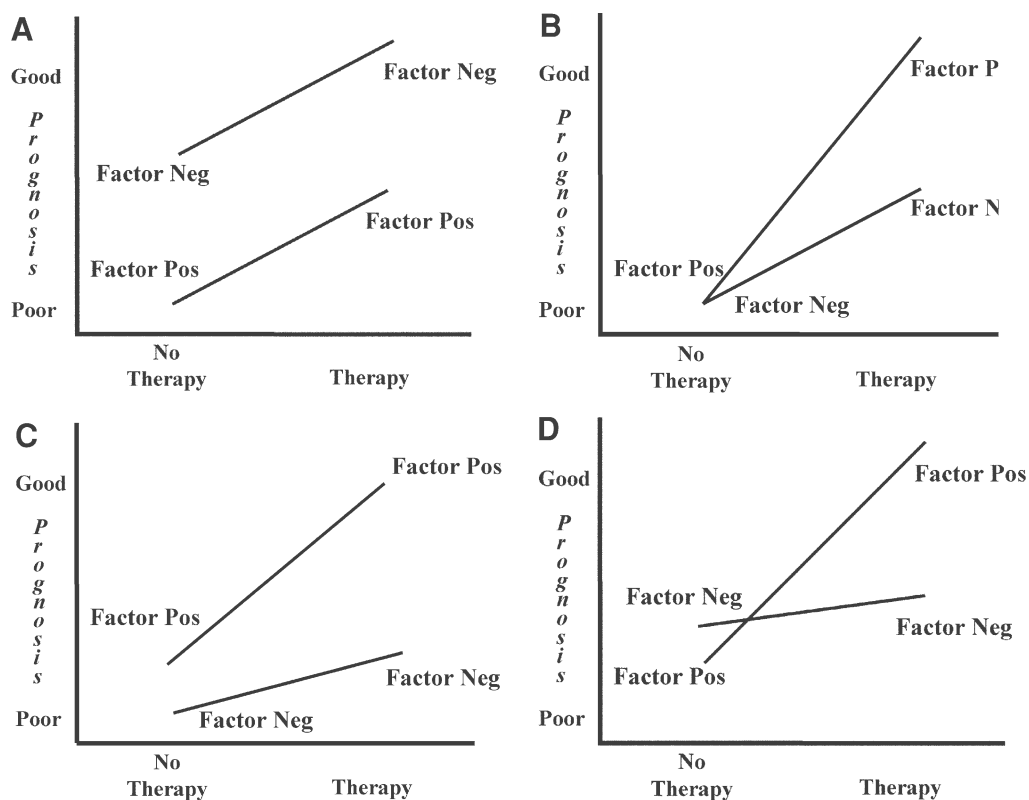 A
Good
Prognosis
Poor
Factor Neg
Factor Neg
Factor Pos
Factor Pos
No
Therapy
Therapy
B
Good
Prognosis
Poor
Factor P
Factor N
Factor Pos
Factor Neg
No
Therapy
Therapy
C
Good
Prognosis
Poor
Factor Pos
Factor Pos
Factor Neg
Factor Neg
No
Therapy
Therapy
D
Good
Prognosis
Poor
Factor Pos
Factor Neg
Factor Neg
Factor Pos
No
Therapy
Therapy